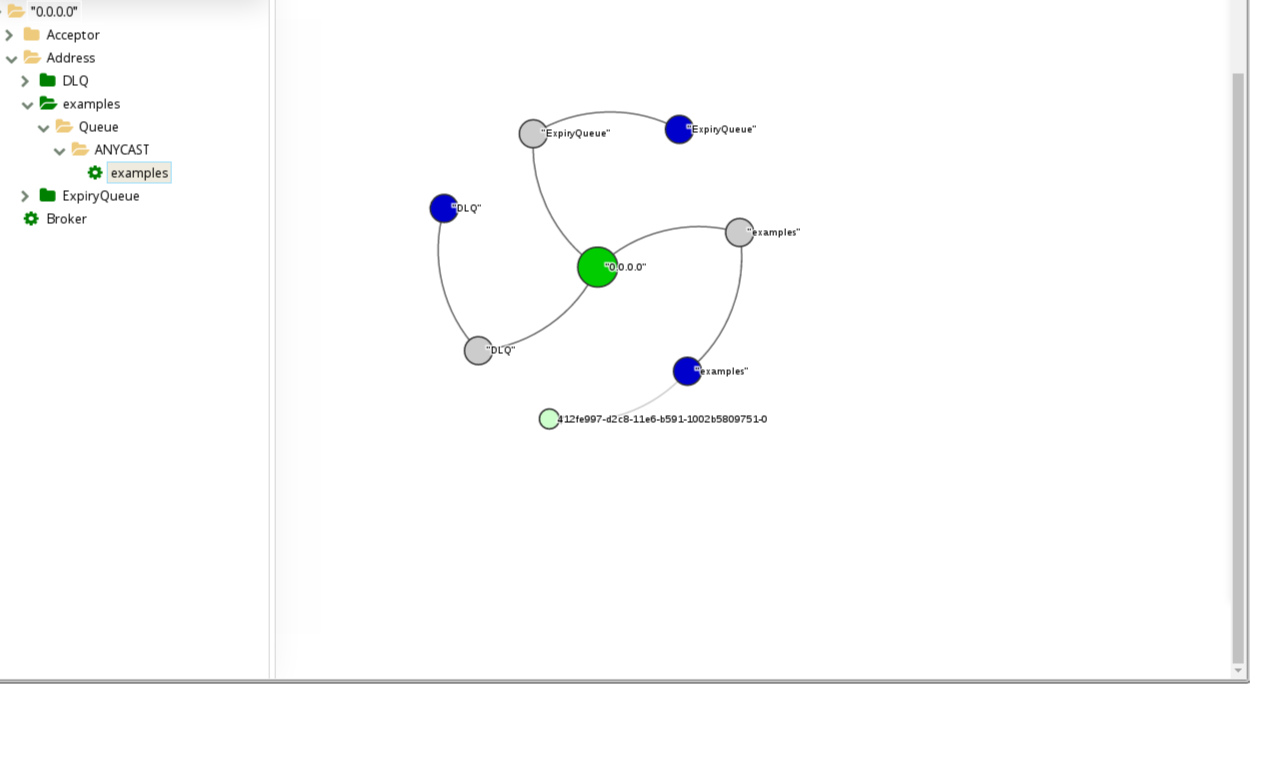 "0.0.0.0"
Acceptor
Address
DLQ
examples
Queue
ANYCAST
examples
ExpiryQueue
Broker
"ExpiryQueue"
"ExpiryQueue"
"DLQ"
"examples"
"0.0.0.0"
"DLQ"
"examples"
412fe997-d2c8-11e6-b591-1002b5809751-0